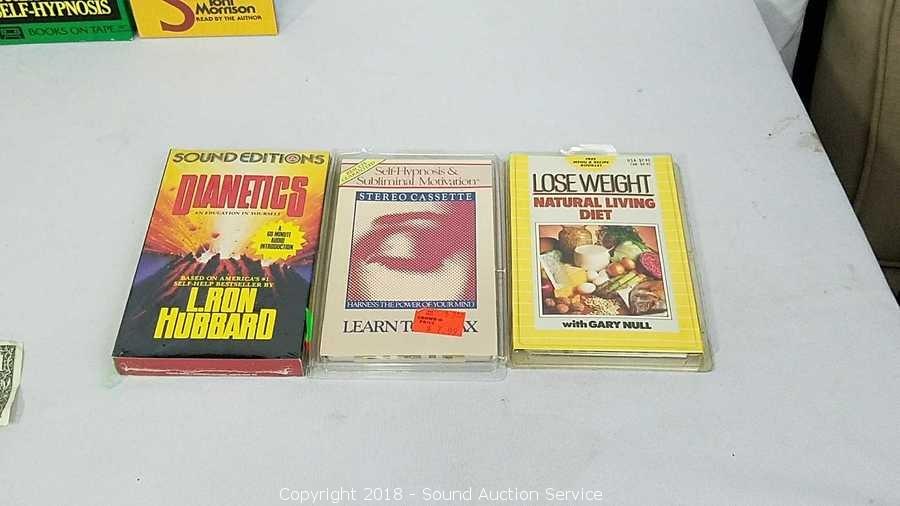 SELF-HYPNOSIS
BOOKS ON TAPE
Toni
Morrison
READ BY THE AUTHOR
SOUND EDITIONS
DIANETICS
AN EDUCATION IN YOURSELF
A
60 MINUTE
AUDIO
INTRODUCTION
BASED ON AMERICA'S #1
SELF-HELP BESTSELLER BY
L. RON
HUBBARD
Self-Hypnosis &
Subliminal Motivation
STEREO CASSETTE
HARNESS THE POWER OF YOUR MIND
LEARN
LOSE WEIGHT
NATURAL LIVING
DIET
with GARY NULL
Copyright 2018 - Sound Auction Service